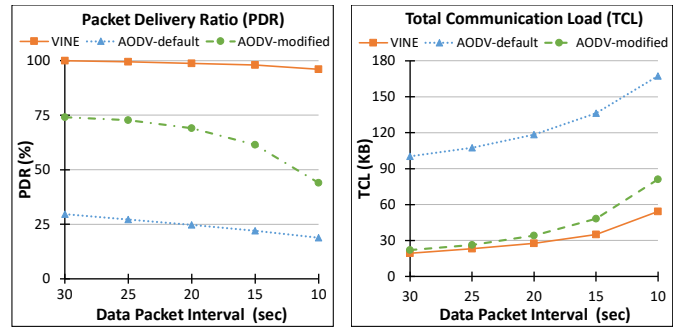 Packet Delivery Ratio (PDR)
VINE AODV-default AODV-modified
100
75
50
25
0
PDR (%)
30 25 20 15 10
Data Packet Interval (sec)
Total Communication Load (TCL)
VINE AODV-default AODV-modified
180
150
120
90
60
30
0
TCL (KB)
30 25 20 15 10
Data Packet Interval (sec)